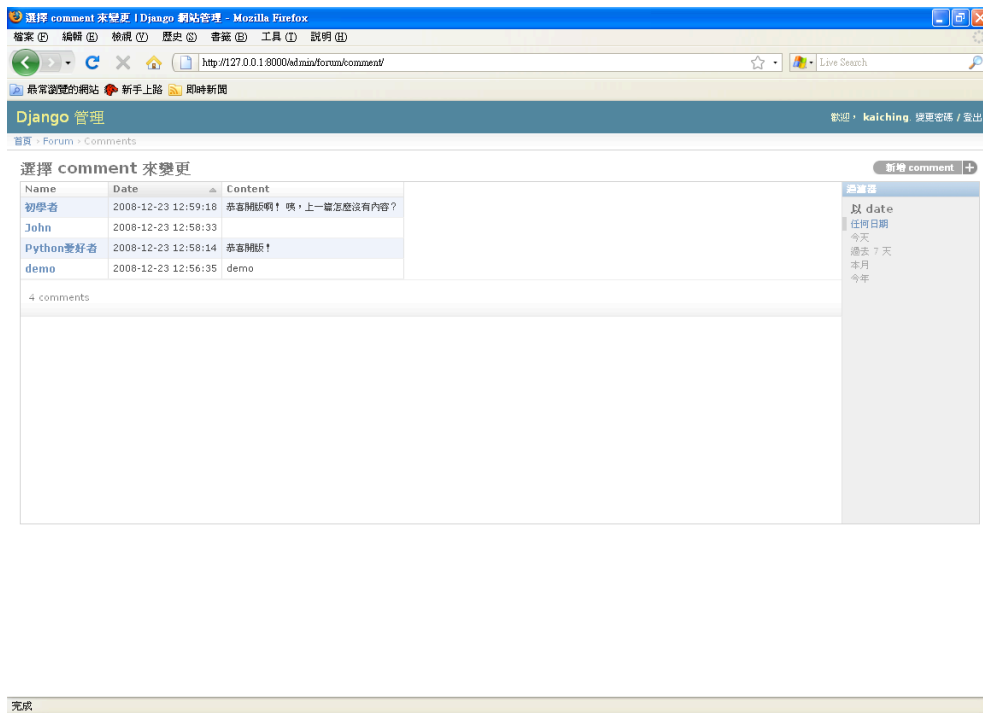 選擇 comment 來變更 | Django 網站管理 - Mozilla Firefox
檔案(F) 編輯(E) 檢視(V) 歷史(S) 書籤(B) 工具(T) 說明(H)
http://127.0.0.1:8000/admin/forum/comment/ Live Search
最常瀏覽的網站 新手上路 即時新聞
Django 管理 歡迎， kaiching. 變更密碼 / 登出
首頁 › Forum › Comments
選擇 comment 來變更 新增 comment +
Name Date Content 過濾器
初學者 2008-12-23 12:59:18 恭喜開版啊！ 咦，上一篇怎麼沒有內容？
John 2008-12-23 12:58:33
Python愛好者 2008-12-23 12:58:14 恭喜開版！
demo 2008-12-23 12:56:35 demo
4 comments
以 date
任何日期
今天
過去 7 天
本月
今年
完成